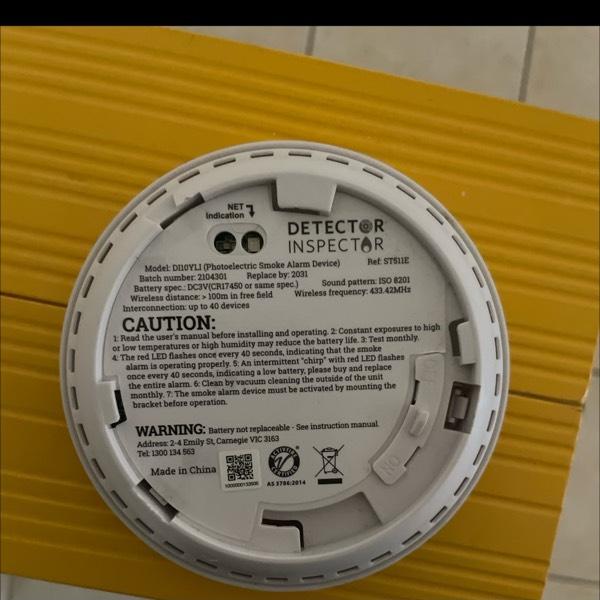 NET
Indication
DETECTOR
INSPECTOR
Model: DI10YLI (Photoelectric Smoke Alarm Device) Ref: ST511E
Batch number: 2104301 Replace by: 2031
Battery spec.: DC3V(CR17450 or same spec.) Sound pattern: ISO 8201
Wireless distance: > 100m in free field Wireless frequency: 433.42MHz
Interconnection: up to 40 devices
CAUTION:
1: Read the user's manual before installing and operating. 2: Constant exposures to high
or low temperatures or high humidity may reduce the battery life. 3: Test monthly.
4: The red LED flashes once every 40 seconds, indicating that the smoke
alarm is operating properly. 5: An intermittent "chirp" with red LED flashes
once every 40 seconds, indicating a low battery, please buy and replace
the entire alarm. 6: Clean by vacuum cleaning the outside of the unit
monthly. 7: The smoke alarm device must be activated by mounting the
bracket before operation.
WARNING: Battery not replaceable - See instruction manual.
Address: 2-4 Emily St, Carnegie VIC 3163
Tel: 1300 134 563
Made in China
AS 3786:2014
NO